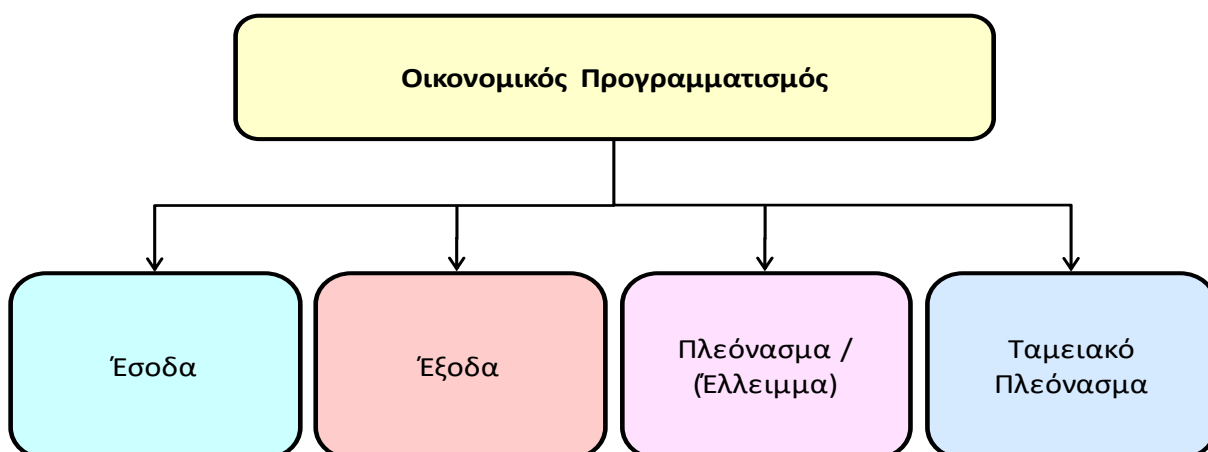 Οικονομικός Προγραμματισμός
Έσοδα
Έξοδα
Πλεόνασμα /
(Έλλειμμα)
Ταμειακό
Πλεόνασμα